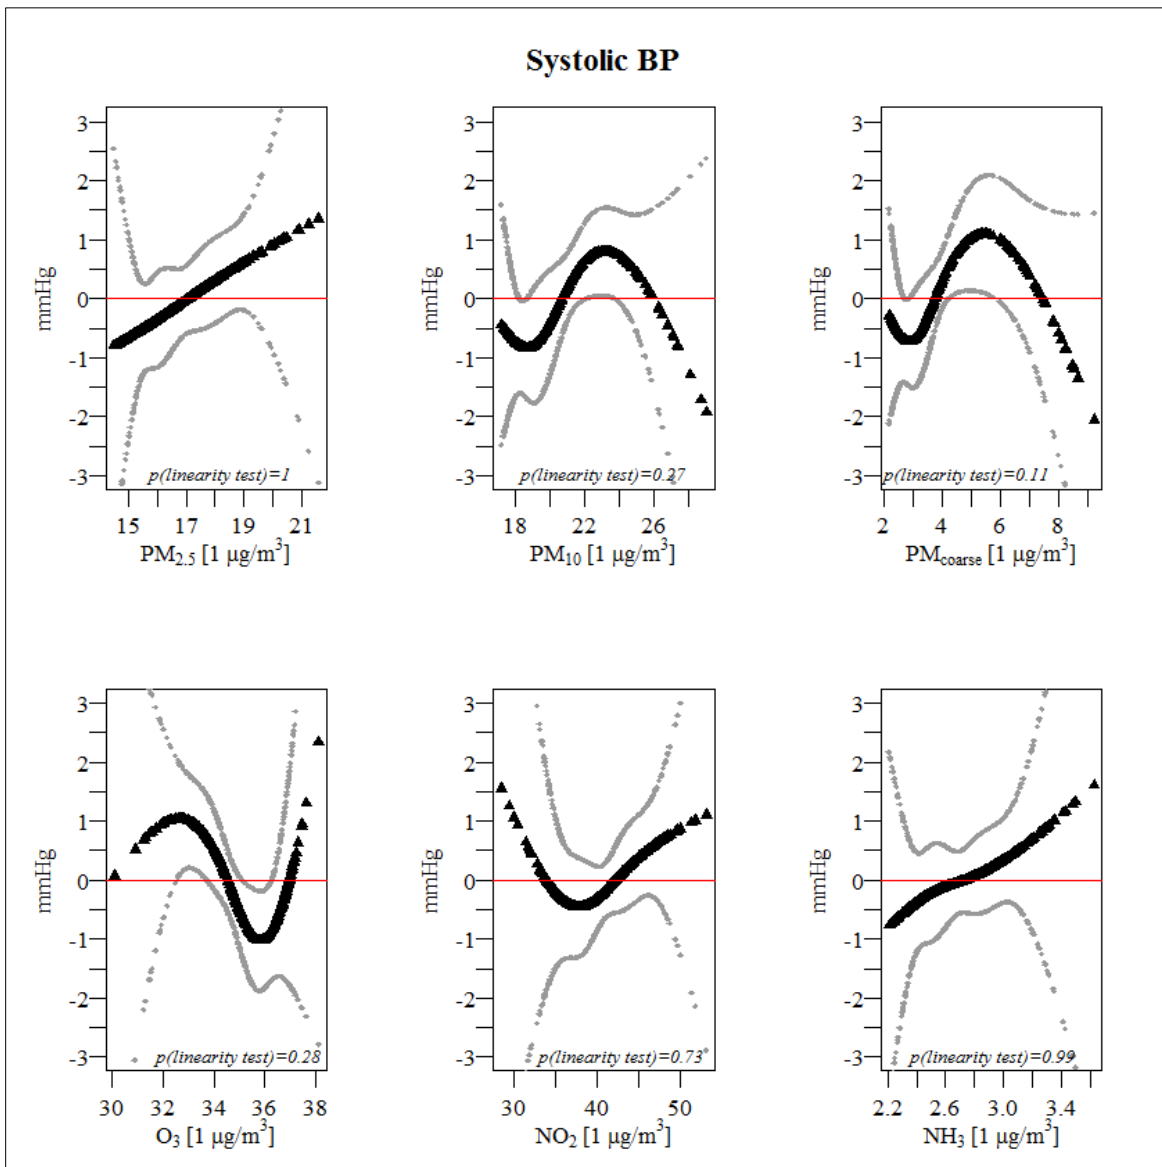 Systolic BP
3
2
1
0
-1
-2
-3
mmHg
p(linearity test)=1
15 17 19 21
PM2.5 [1 μg/m³]
3
2
1
0
-1
-2
-3
mmHg
p(linearity test)=0.27
18 22 26
PM10 [1 μg/m³]
3
2
1
0
-1
-2
-3
mmHg
p(linearity test)=0.11
2 4 6 8
PMcoarse [1 μg/m³]
3
2
1
0
-1
-2
-3
mmHg
p(linearity test)=0.28
30 32 34 36 38
O3 [1 μg/m³]
3
2
1
0
-1
-2
-3
mmHg
p(linearity test)=0.73
30 40 50
NO2 [1 μg/m³]
3
2
1
0
-1
-2
-3
mmHg
p(linearity test)=0.99
2.2 2.6 3.0 3.4
NH3 [1 μg/m³]